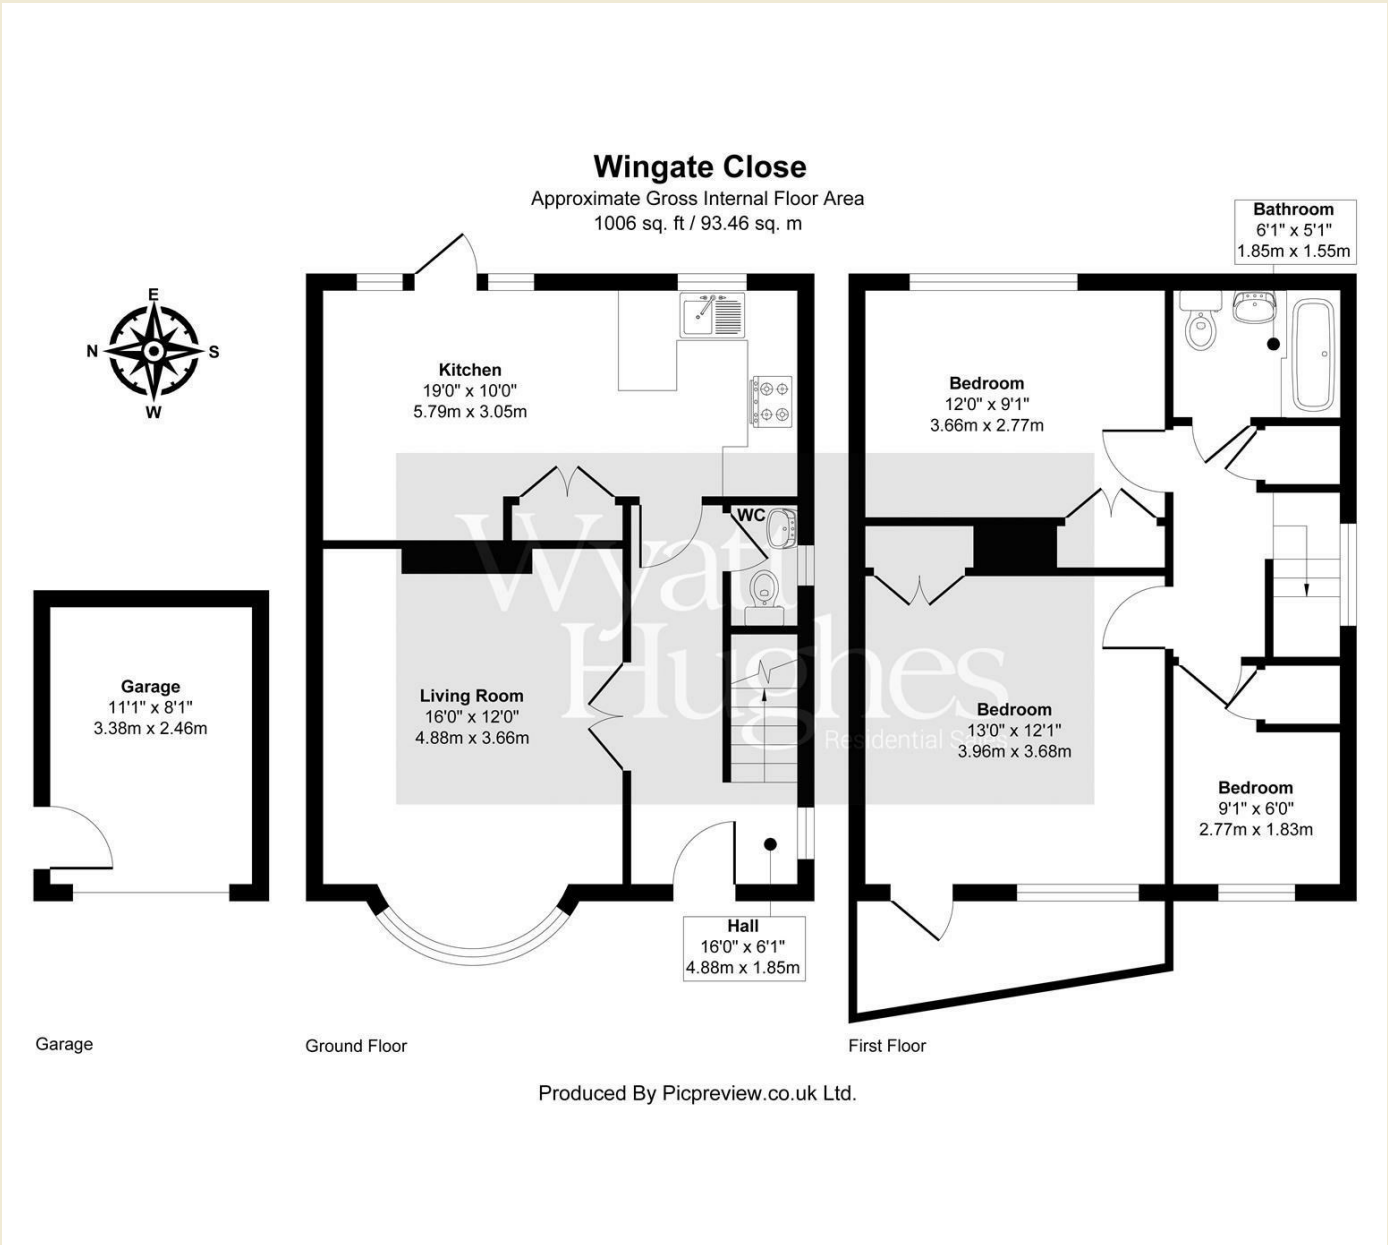 Wingate Close
Approximate Gross Internal Floor Area
1006 sq. ft / 93.46 sq. m
Bathroom
6'1" x 5'1"
1.85m x 1.55m
E
N
S
W
Kitchen
19'0" x 10'0"
5.79m x 3.05m
Bedroom
12'0" x 9'1"
3.66m x 2.77m
WC
Wyatt
Hughes
Residential Sales
Garage
11'1" x 8'1"
3.38m x 2.46m
Living Room
16'0" x 12'0"
4.88m x 3.66m
Bedroom
13'0" x 12'1"
3.96m x 3.68m
Bedroom
9'1" x 6'0"
2.77m x 1.83m
Hall
16'0" x 6'1"
4.88m x 1.85m
Garage
Ground Floor
First Floor
Produced By Picpreview.co.uk Ltd.